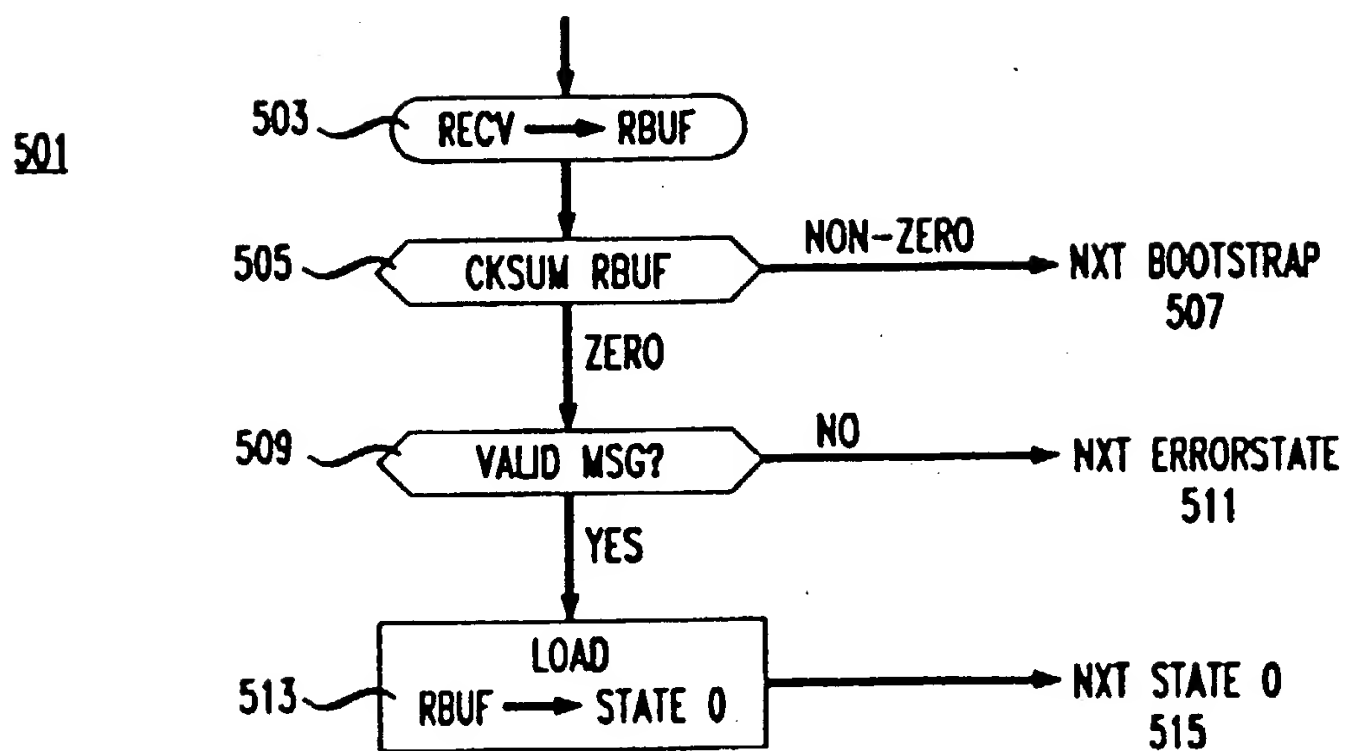 501
503 RECV → RBUF
505 CKSUM RBUF NON-ZERO NXT BOOTSTRAP
507
ZERO
509 VALID MSG? NO NXT ERRORSTATE
511
YES
LOAD
513 RBUF → STATE 0 NXT STATE 0
515